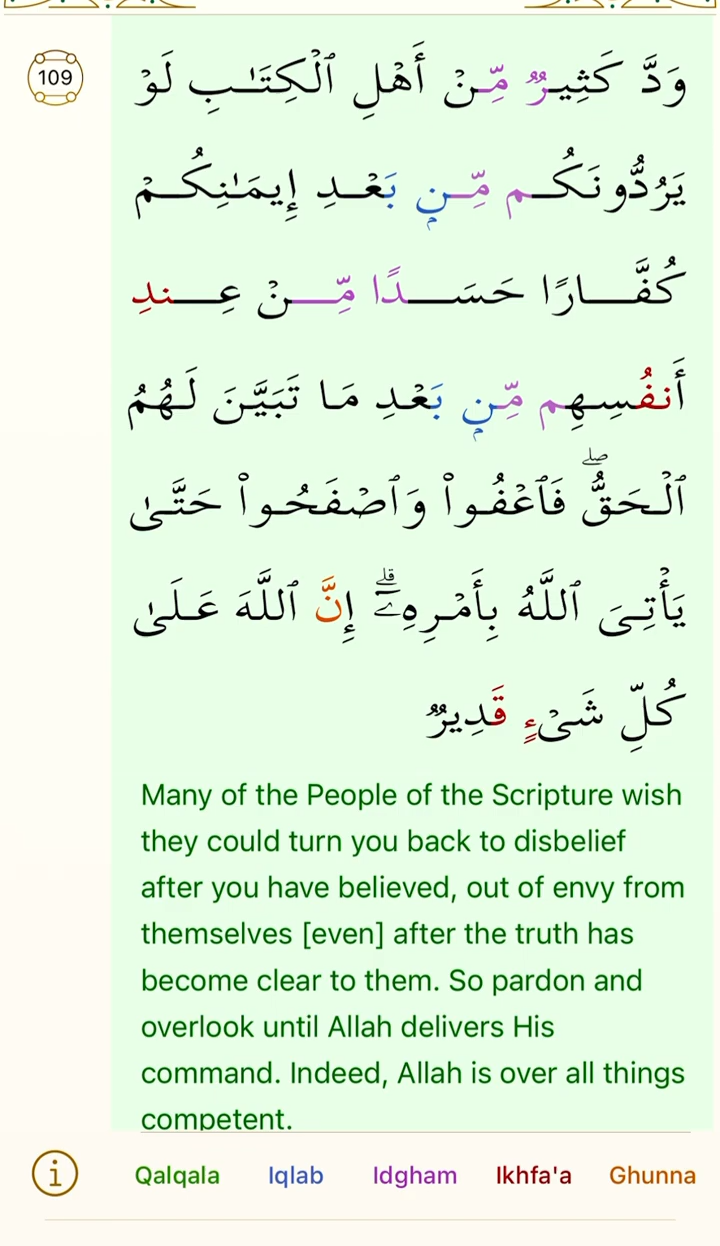 109
وَدَّ كَثِيرٌ مِّنْ أَهْلِ ٱلْكِتَـٰبِ لَوْ
يَرُدُّونَكُم مِّنۢ بَعْدِ إِيمَـٰنِكُمْ
كُفَّارًا حَسَدًا مِّنْ عِندِ
أَنفُسِهِم مِّنۢ بَعْدِ مَا تَبَيَّنَ لَهُمُ
ٱلْحَقُّ ۖ فَٱعْفُوا۟ وَٱصْفَحُوا۟ حَتَّىٰ
يَأْتِىَ ٱللَّهُ بِأَمْرِهِۦٓ ۗ إِنَّ ٱللَّهَ عَلَىٰ
كُلِّ شَىْءٍ قَدِيرٌ
Many of the People of the Scripture wish
they could turn you back to disbelief
after you have believed, out of envy from
themselves [even] after the truth has
become clear to them. So pardon and
overlook until Allah delivers His
command. Indeed, Allah is over all things
competent.
i Qalqala Iqlab Idgham Ikhfa'a Ghunna